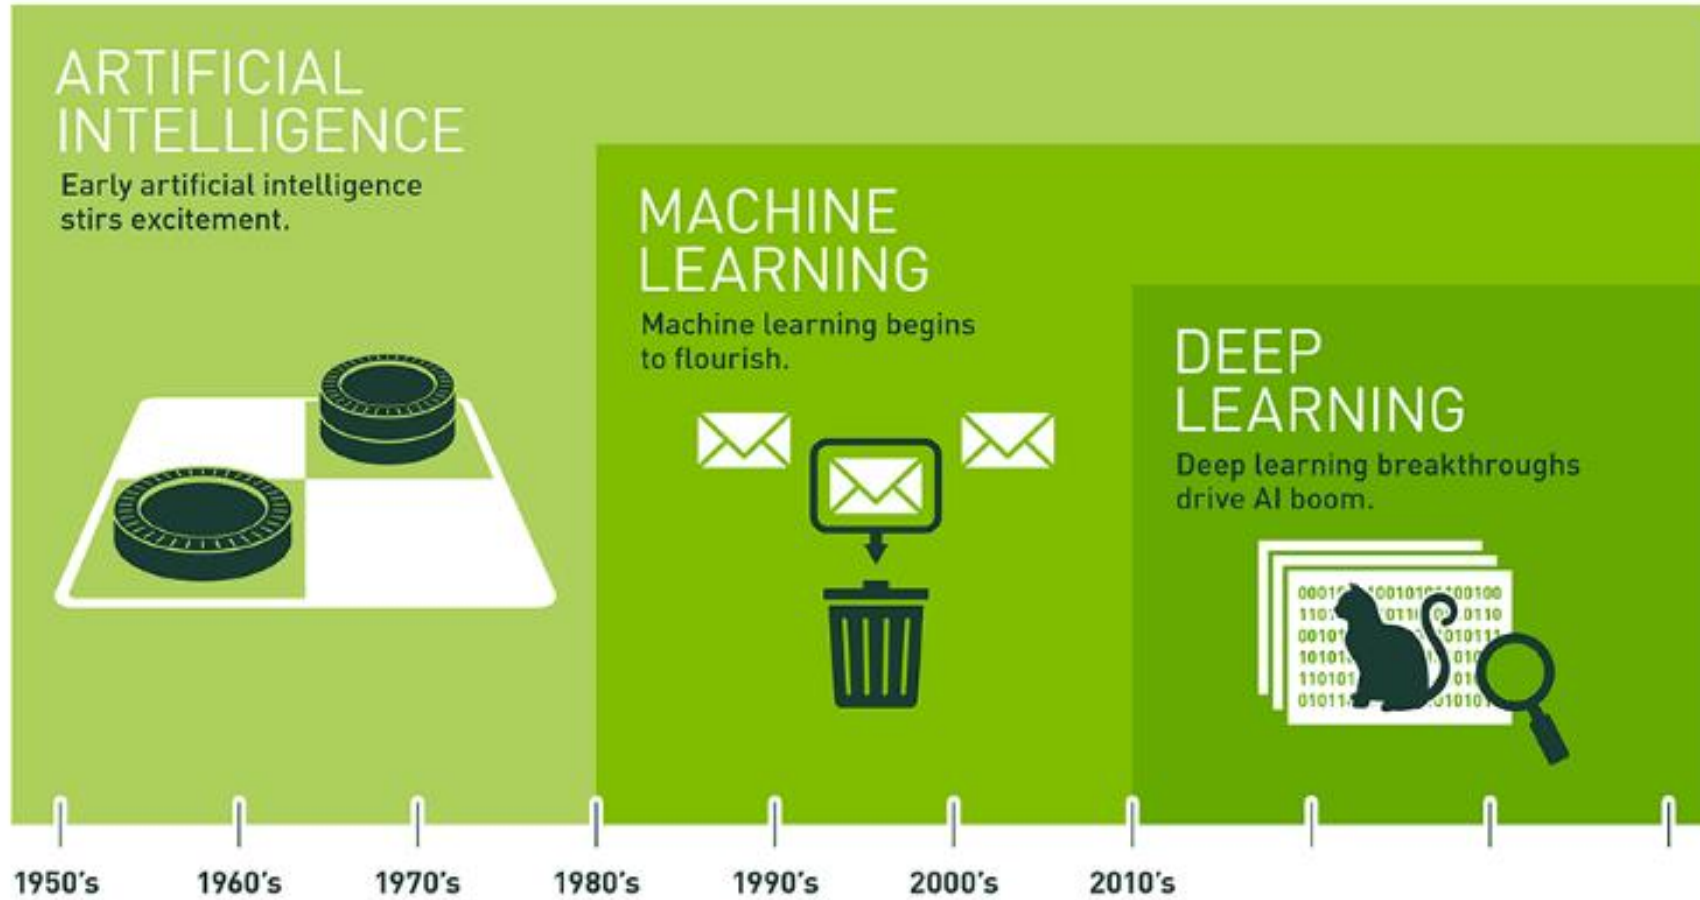 ARTIFICIAL
INTELLIGENCE
Early artificial intelligence
stirs excitement.
MACHINE
LEARNING
Machine learning begins
to flourish.
DEEP
LEARNING
Deep learning breakthroughs
drive AI boom.
1950's
1960's
1970's
1980's
1990's
2000's
2010's